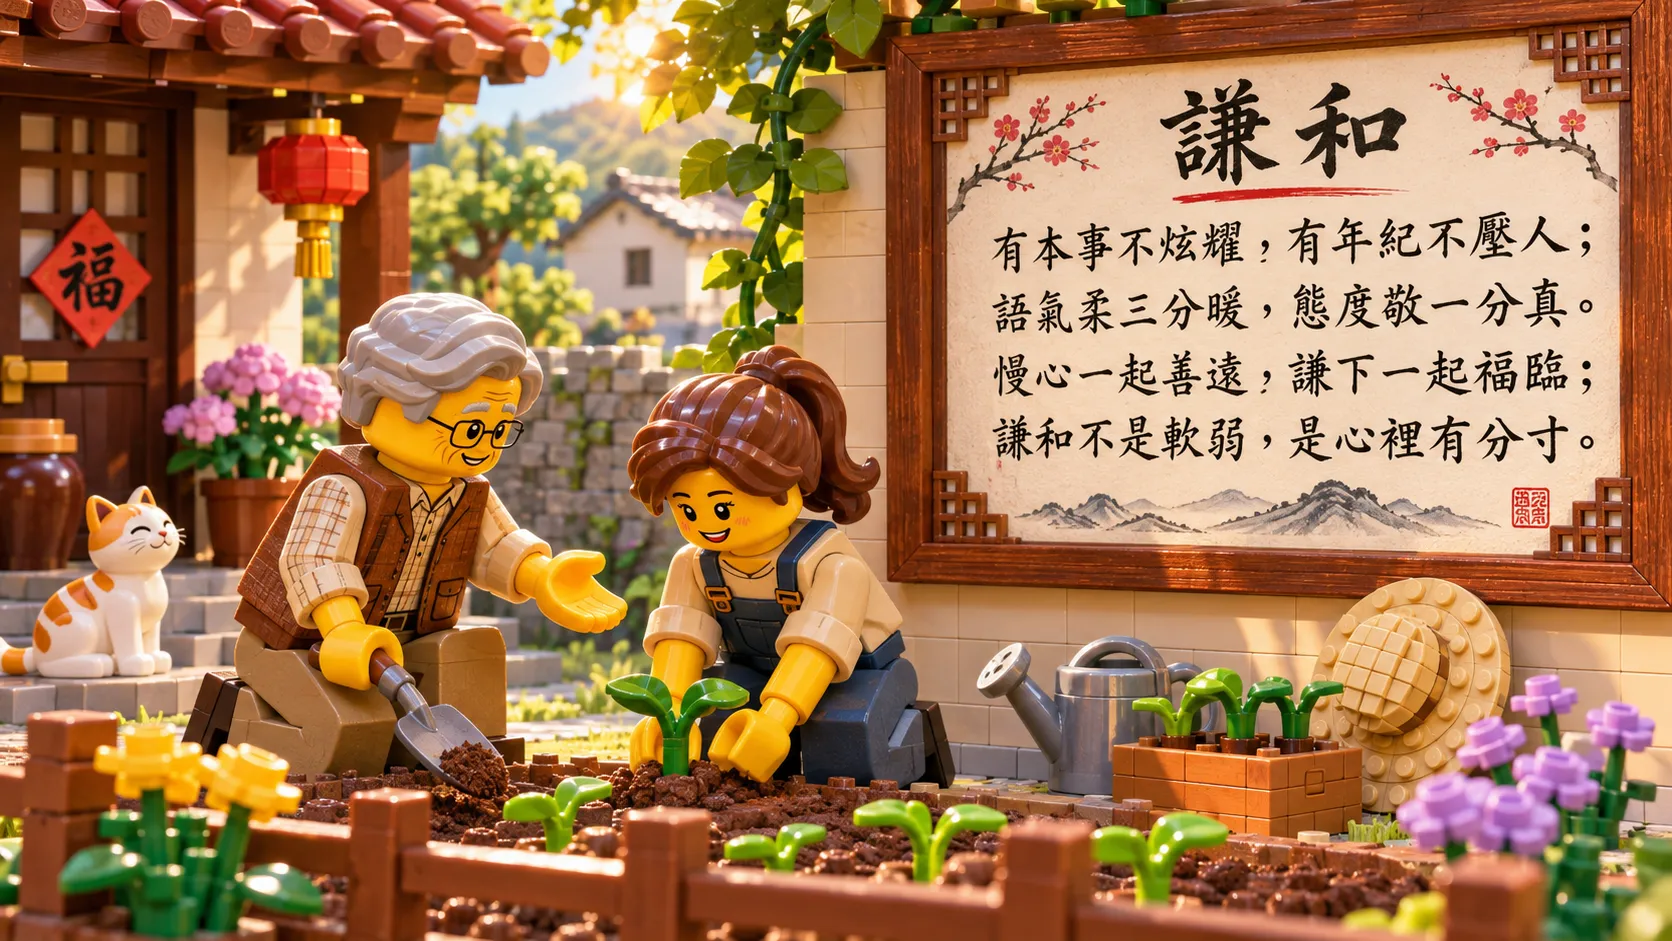 福
謙和
有本事不炫耀，有年紀不壓人；
語氣柔三分暖，態度敬一分真。
慢心一起善遠，謙下一起福臨；
謙和不是軟弱，是心裡有分寸。